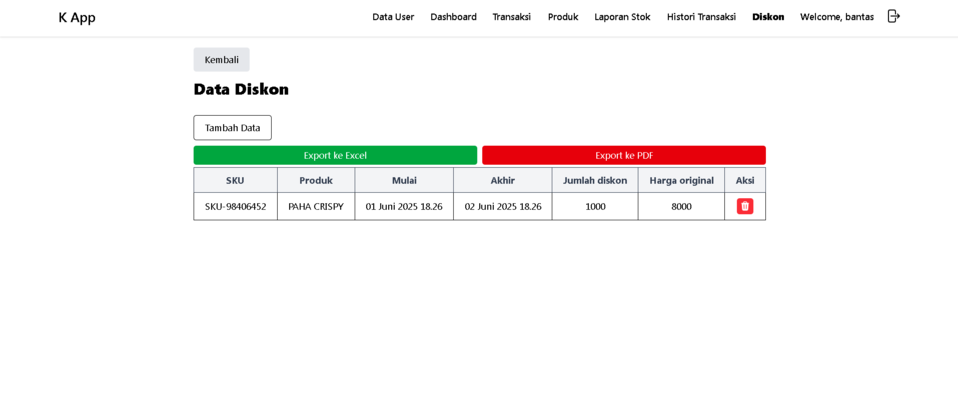 K App Data User Dashboard Transaksi Produk Laporan Stok Histori Transaksi Diskon Welcome, bantas
Kembali
Data Diskon
Tambah Data
Export ke Excel Export ke PDF
SKU Produk Mulai Akhir Jumlah diskon Harga original Aksi
SKU-98406452 PAHA CRISPY 01 Juni 2025 18.26 02 Juni 2025 18.26 1000 8000